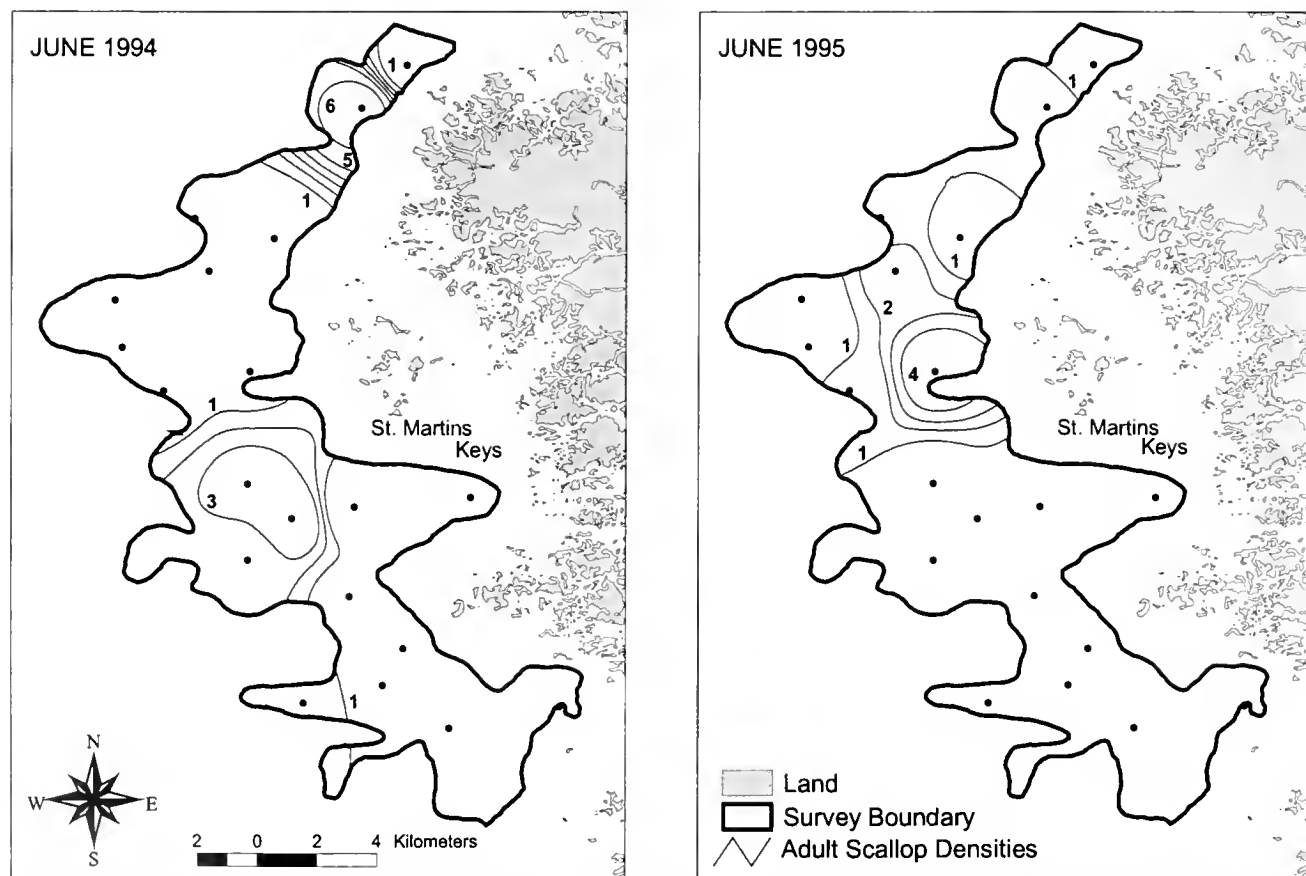 JUNE 1994
1
6
5
1
1
St. Martins
Keys
3
1
N
W E
S
2 0 2 4 Kilometers
JUNE 1995
1
1
2
1
4
St. Martins
Keys
1
Land
Survey Boundary
Adult Scallop Densities